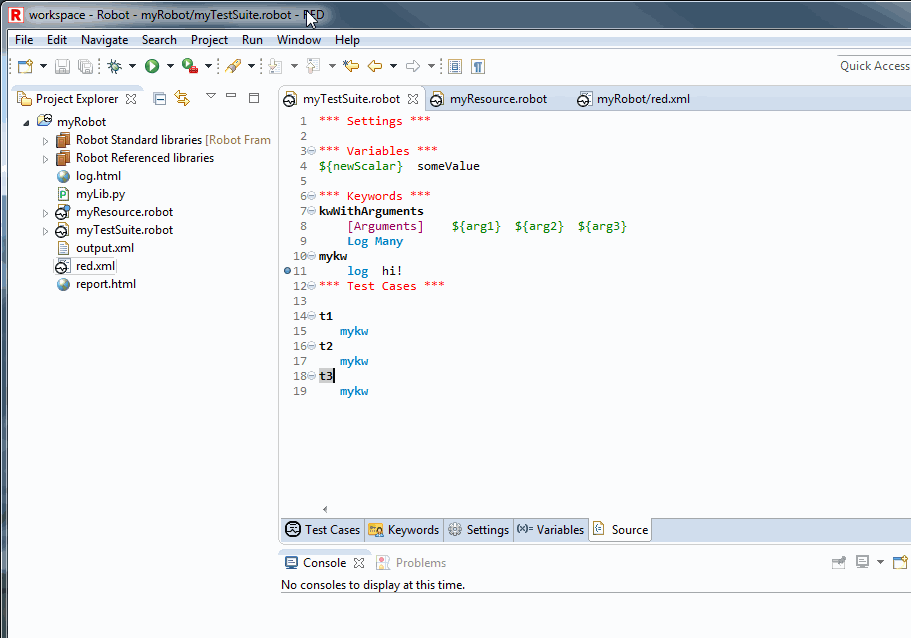 workspace - Robot - myRobot/myTestSuite.robot - RED
File Edit Navigate Search Project Run Window Help
Quick Access
Project Explorer
myRobot
Robot Standard libraries [Robot Fram
Robot Referenced libraries
log.html
myLib.py
myResource.robot
myTestSuite.robot
output.xml
red.xml
report.html
myTestSuite.robot myResource.robot myRobot/red.xml
1 *** Settings ***
2
3 *** Variables ***
4 ${newScalar} someValue
5
6 *** Keywords ***
7 kwWithArguments
8 [Arguments] ${arg1} ${arg2} ${arg3}
9 Log Many
10 mykw
11 log hi!
12 *** Test Cases ***
13
14 t1
15 mykw
16 t2
17 mykw
18 t3
19 mykw
Test Cases Keywords Settings (x)= Variables Source
Console Problems
No consoles to display at this time.